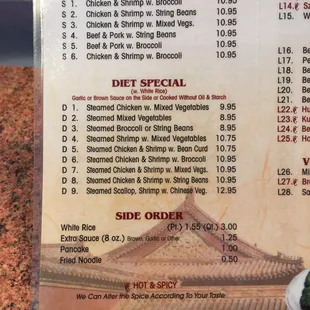 S 1. Chicken & Shrimp w. Broccoli 10.95
S 2. Chicken & Shrimp w. String Beans 10.95
S 3. Chicken & Shrimp w. Mixed Vegs. 10.95
S 4. Beef & Pork w. String Beans 10.95
S 5. Beef & Pork w. Broccoli 10.95
S 6. Chicken & Shrimp w. Broccoli 10.95
DIET SPECIAL
(w. White Rice)
Garlic or Brown Sauce on the Side or Cooked Without Oil & Starch
D 1. Steamed Chicken w. Mixed Vegetables 8.95
D 2. Steamed Mixed Vegetables 8.95
D 3. Steamed Broccoli or String Beans 8.95
D 4. Steamed Shrimp w. Mixed Vegetables 10.75
D 5. Steamed Chicken & Shrimp w. Bean Curd 10.75
D 6. Steamed Chicken & Shrimp w. Broccoli 10.95
D 7. Steamed Chicken & Shrimp w. Mixed Vegs. 10.95
D 8. Steamed Chicken & Shrimp w. String Beans 10.95
D 9. Steamed Scallop, Shrimp w. Chinese Veg. 12.95
SIDE ORDER
White Rice (Pt.) 1.55 (Qt.) 3.00
Extra Sauce (8 oz.) Brown, Garlic or Other 1.25
Pancake 1.00
Fried Noodle 0.50
HOT & SPICY
We Can Alter the Spice According To Your Taste
L14.
L15.
L16.
L17.
L18.
L19.
L20.
L21.
L22.
L23.
L24.
L25.
L26.
L27.
L28.